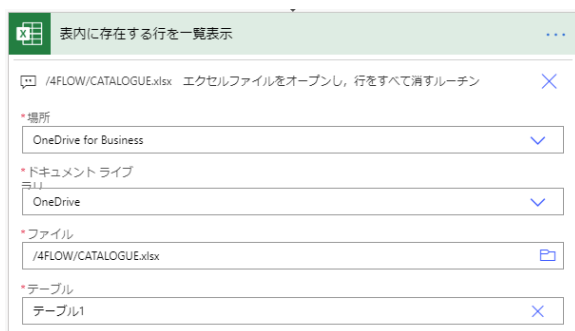 表内に存在する行を一覧表示
/4FLOW/CATALOGUE.xlsx エクセルファイルをオープンし，行をすべて消すルーチン
*場所
OneDrive for Business
*ドキュメント ライブ
ラリ
OneDrive
*ファイル
/4FLOW/CATALOGUE.xlsx
*テーブル
テーブル1